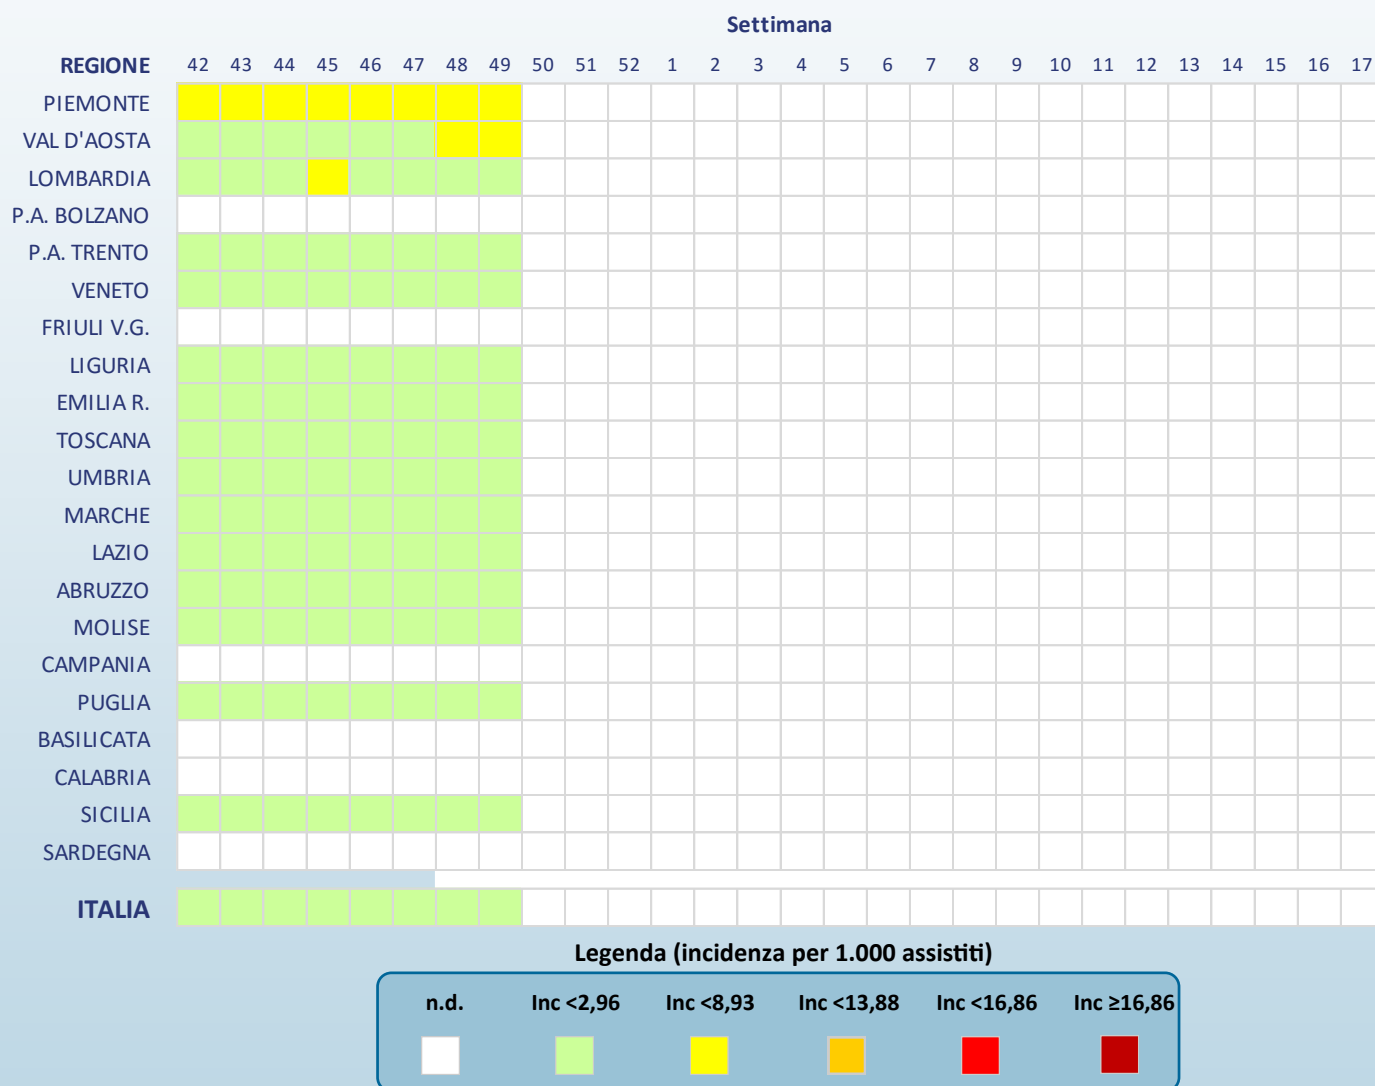 Settimana
REGIONE 42 43 44 45 46 47 48 49 50 51 52 1 2 3 4 5 6 7 8 9 10 11 12 13 14 15 16 17
PIEMONTE
VAL D'AOSTA
LOMBARDIA
P.A. BOLZANO
P.A. TRENTO
VENETO
FRIULI V.G.
LIGURIA
EMILIA R.
TOSCANA
UMBRIA
MARCHE
LAZIO
ABRUZZO
MOLISE
CAMPANIA
PUGLIA
BASILICATA
CALABRIA
SICILIA
SARDEGNA
ITALIA
Legenda (incidenza per 1.000 assistiti)
n.d. Inc <2,96 Inc <8,93 Inc <13,88 Inc <16,86 Inc ≥16,86